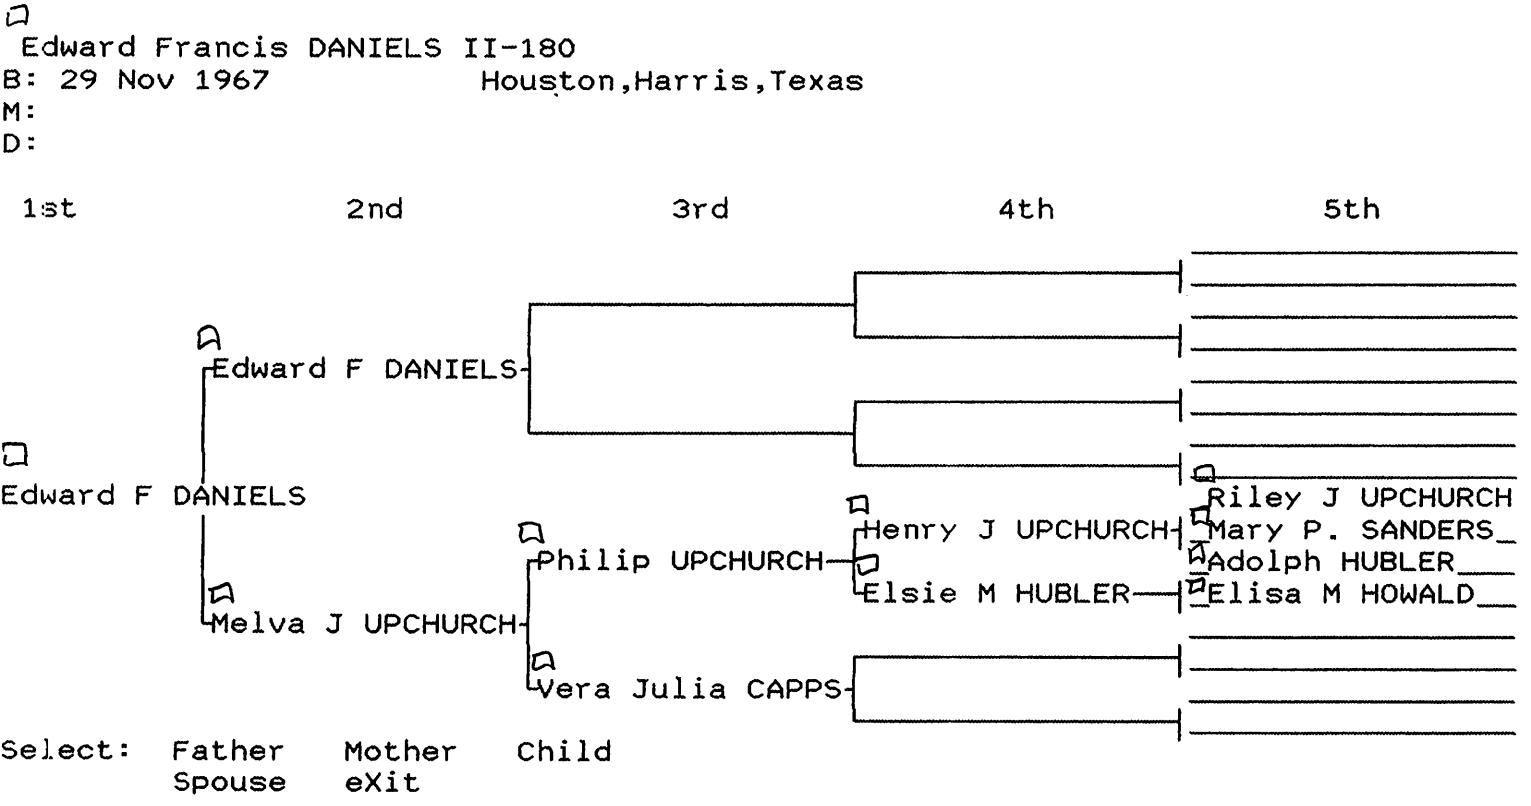 Edward Francis DANIELS II-180
B: 29 Nov 1967 Houston,Harris,Texas
M:
D:
1st 2nd 3rd 4th 5th
Edward F DANIELS
Edward F DANIELS
Riley J UPCHURCH
Henry J UPCHURCH
Mary P. SANDERS
Philip UPCHURCH
Adolph HUBLER
Elsie M HUBLER
Elisa M HOWALD
Melva J UPCHURCH
Vera Julia CAPPS
Select: Father Mother Child
Spouse eXit